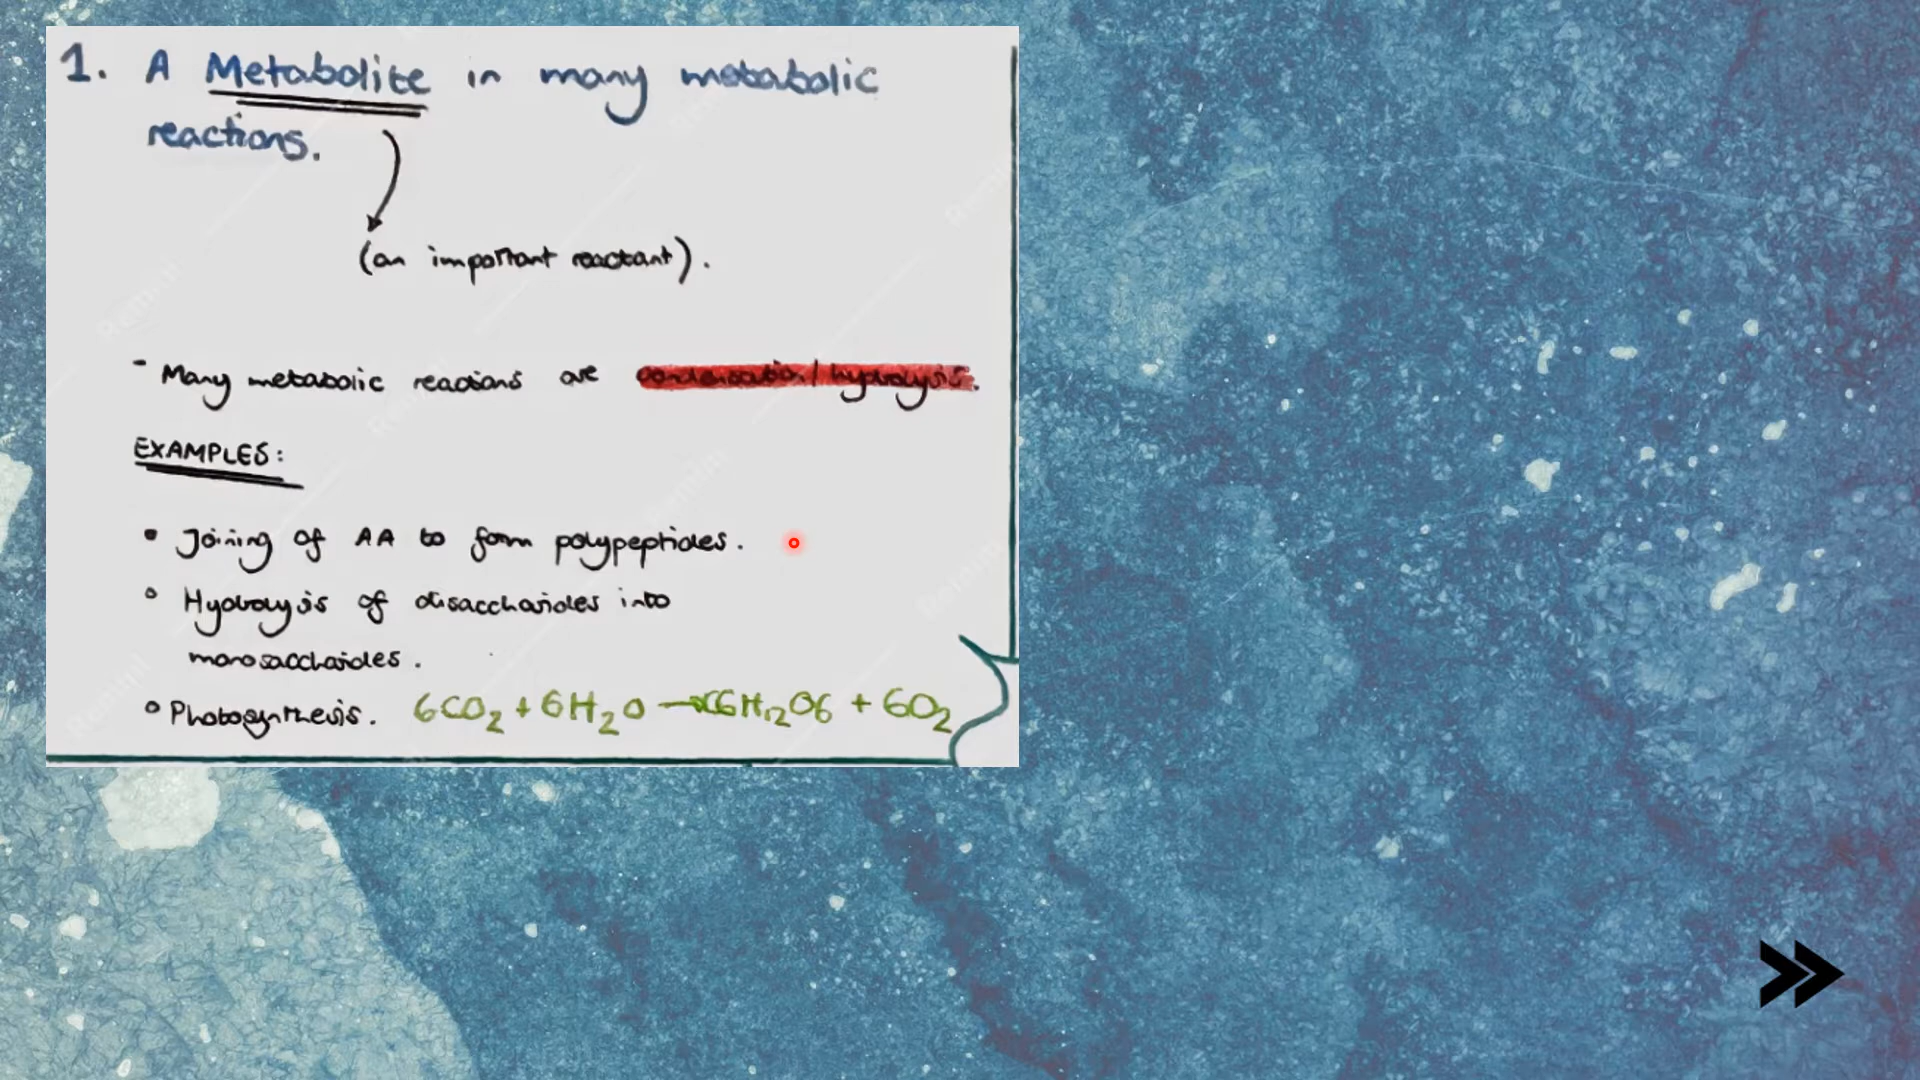 1. A Metabolite in many metabolic
reactions.
(an important reactant).
- Many metabolic reactions are condensation/hydrolysis.
EXAMPLES:
• Joining of AA to form polypeptides.
• Hydrolysis of disaccharides into
monosaccharides.
• Photosynthesis. 6CO2 + 6H2O → C6H12O6 + 6O2